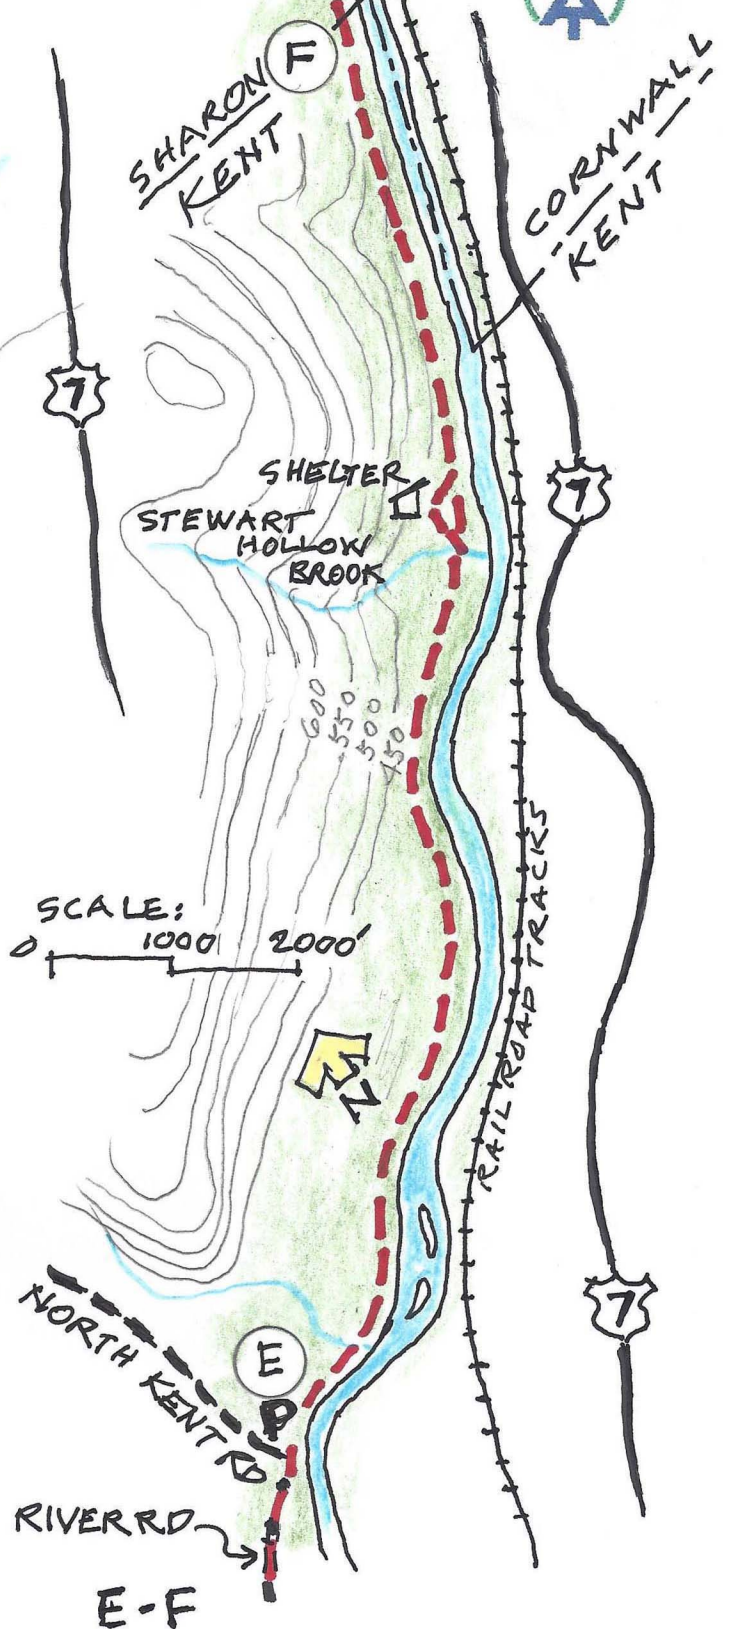 F
AT
SHARON
KENT
CORNWALL
KENT
7
7
SHELTER
STEWART
HOLLOW
BROOK
600
550
500
450
SCALE:
0 1000 2000'
RAILROAD TRACKS
N
7
NORTH KENT RD
E
P
RIVER RD
E-F